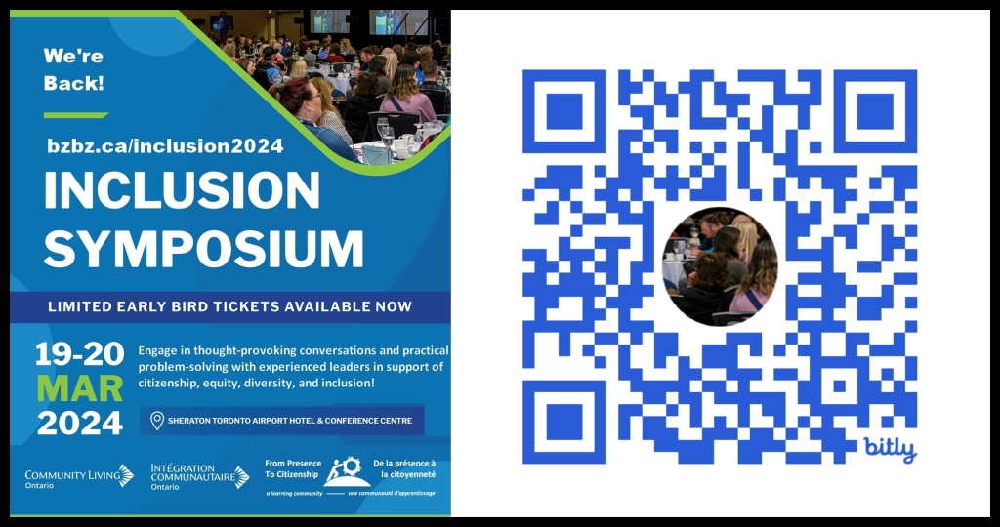 We're
Back!
bzbz.ca/inclusion2024
INCLUSION
SYMPOSIUM
LIMITED EARLY BIRD TICKETS AVAILABLE NOW
19-20
MAR
2024
Engage in thought-provoking conversations and practical
problem-solving with experienced leaders in support of
citizenship, equity, diversity, and inclusion!
SHERATON TORONTO AIRPORT HOTEL & CONFERENCE CENTRE
COMMUNITY LIVING
Ontario
INTÉGRATION
COMMUNAUTAIRE
Ontario
From Presence
To Citizenship
a learning community
De la présence à
la citoyenneté
une communauté d'apprentissage
bitly